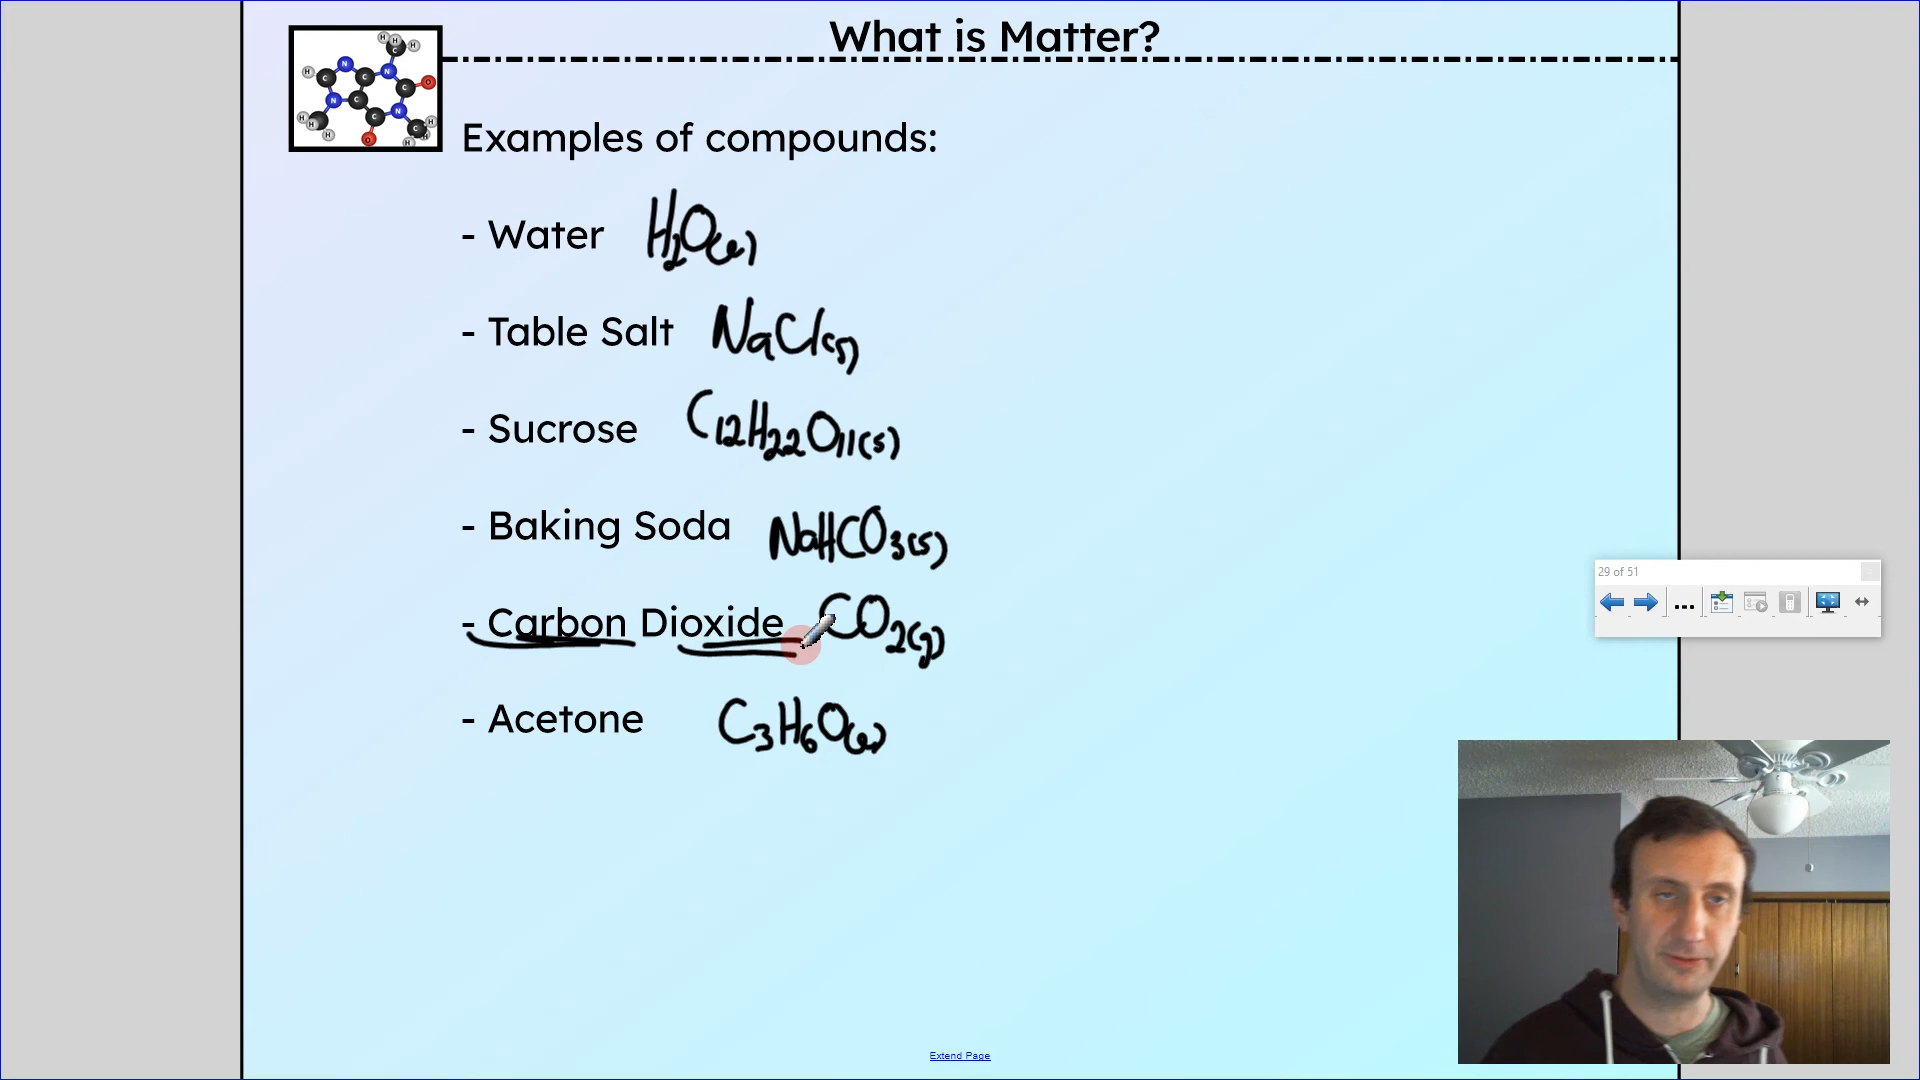 What is Matter?
Examples of compounds:
- Water H₂O(l)
- Table Salt NaCl(s)
- Sucrose C₁₂H₂₂O₁₁(s)
- Baking Soda NaHCO₃(s)
- Carbon Dioxide CO₂(g)
- Acetone C₃H₆O(l)
29 of 51
Extend Page